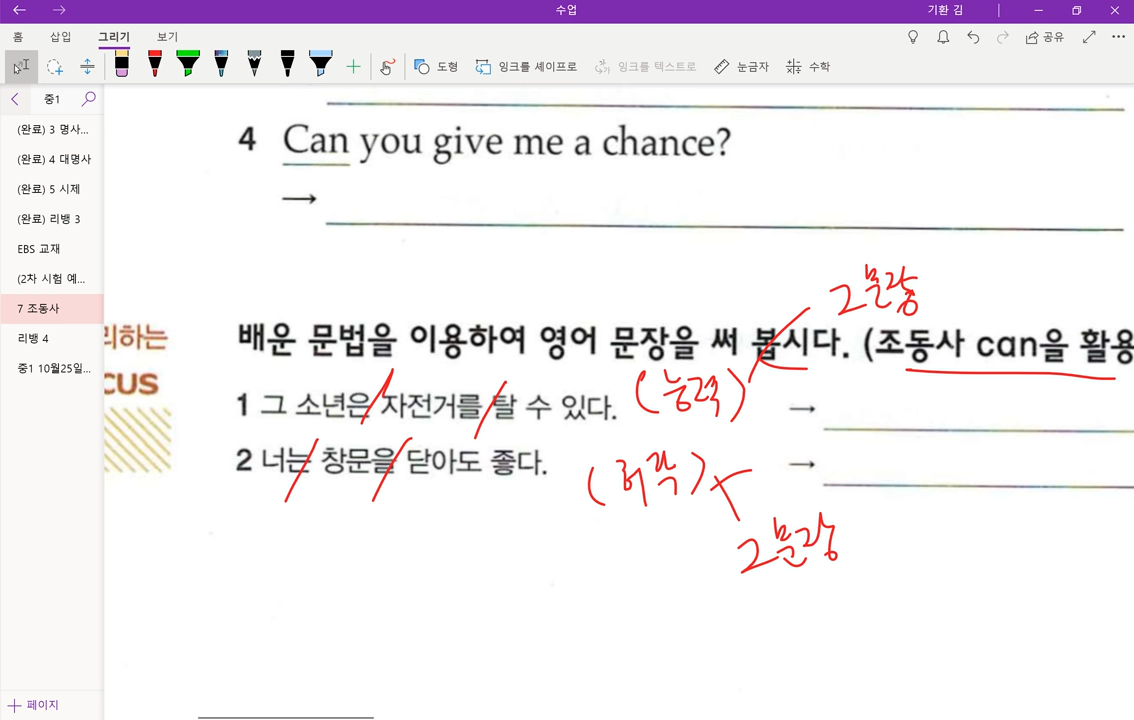 수업
기환 김
홈 삽입 그리기 보기
공유
도형 잉크를 셰이프로 잉크를 텍스트로 눈금자 수학
중1
(완료) 3 명사...
(완료) 4 대명사
(완료) 5 시제
(완료) 리뱅 3
EBS 교재
(2차 시험 예...
7 조동사
리뱅 4
중1 10월25일...
페이지
4 Can you give me a chance?
→
2문장
리하는
cus
배운 문법을 이용하여 영어 문장을 써 봅시다. (조동사 can을 활용
1 그 소년은 자전거를 탈 수 있다. (능력) →
2 너는 창문을 닫아도 좋다. (허락) →
2문장